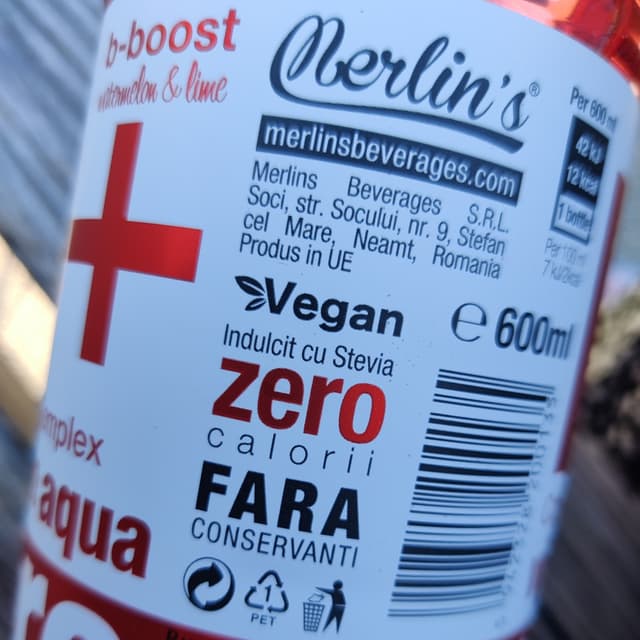 b-boost
watermelon & lime
Merlin's®
merlinsbeverages.com
Merlins Beverages S.R.L.
Soci, str. Socului, nr. 9, Stefan
cel Mare, Neamt, Romania
Produs in UE
Per 600 ml
12 kcal
1 bottle
Per 100 ml
7 kJ/2kcal
Vegan
℮ 600ml
Indulcit cu Stevia
zero
calorii
FARA
CONSERVANTI
mplex
aqua
1
PET